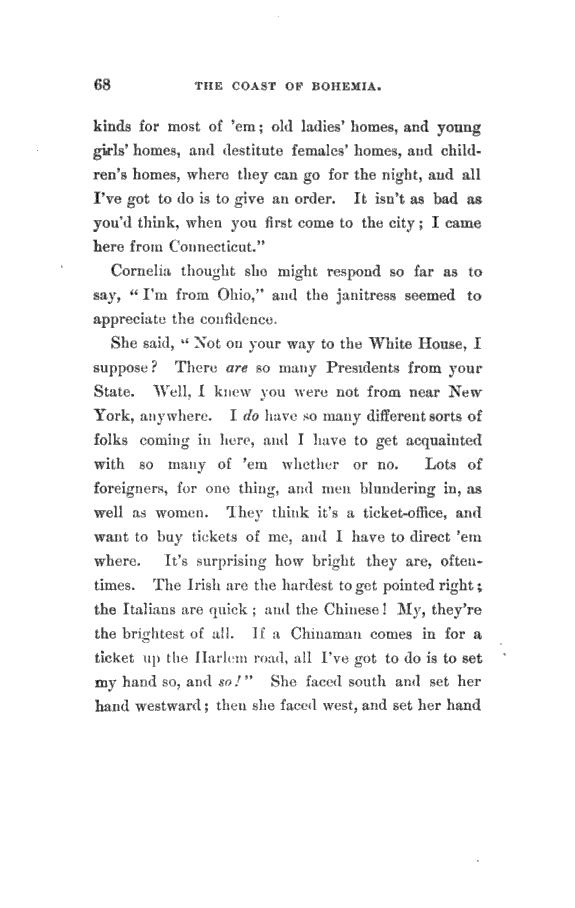 68 THE COAST OF BOHEMIA.
kinds for most of 'em; old ladies' homes, and young
girls' homes, and destitute females' homes, and child-
ren's homes, where they can go for the night, and all
I've got to do is to give an order. It isn't as bad as
you'd think, when you first come to the city; I came
here from Connecticut."
Cornelia thought she might respond so far as to
say, "I'm from Ohio," and the janitress seemed to
appreciate the confidence.
She said, "Not on your way to the White House, I
suppose? There are so many Presidents from your
State. Well, I knew you were not from near New
York, anywhere. I do have so many different sorts of
folks coming in here, and I have to get acquainted
with so many of 'em whether or no. Lots of
foreigners, for one thing, and men blundering in, as
well as women. They think it's a ticket-office, and
want to buy tickets of me, and I have to direct 'em
where. It's surprising how bright they are, often-
times. The Irish are the hardest to get pointed right;
the Italians are quick; and the Chinese! My, they're
the brightest of all. If a Chinaman comes in for a
ticket up the Harlem road, all I've got to do is to set
my hand so, and so!" She faced south and set her
hand westward; then she faced west, and set her hand